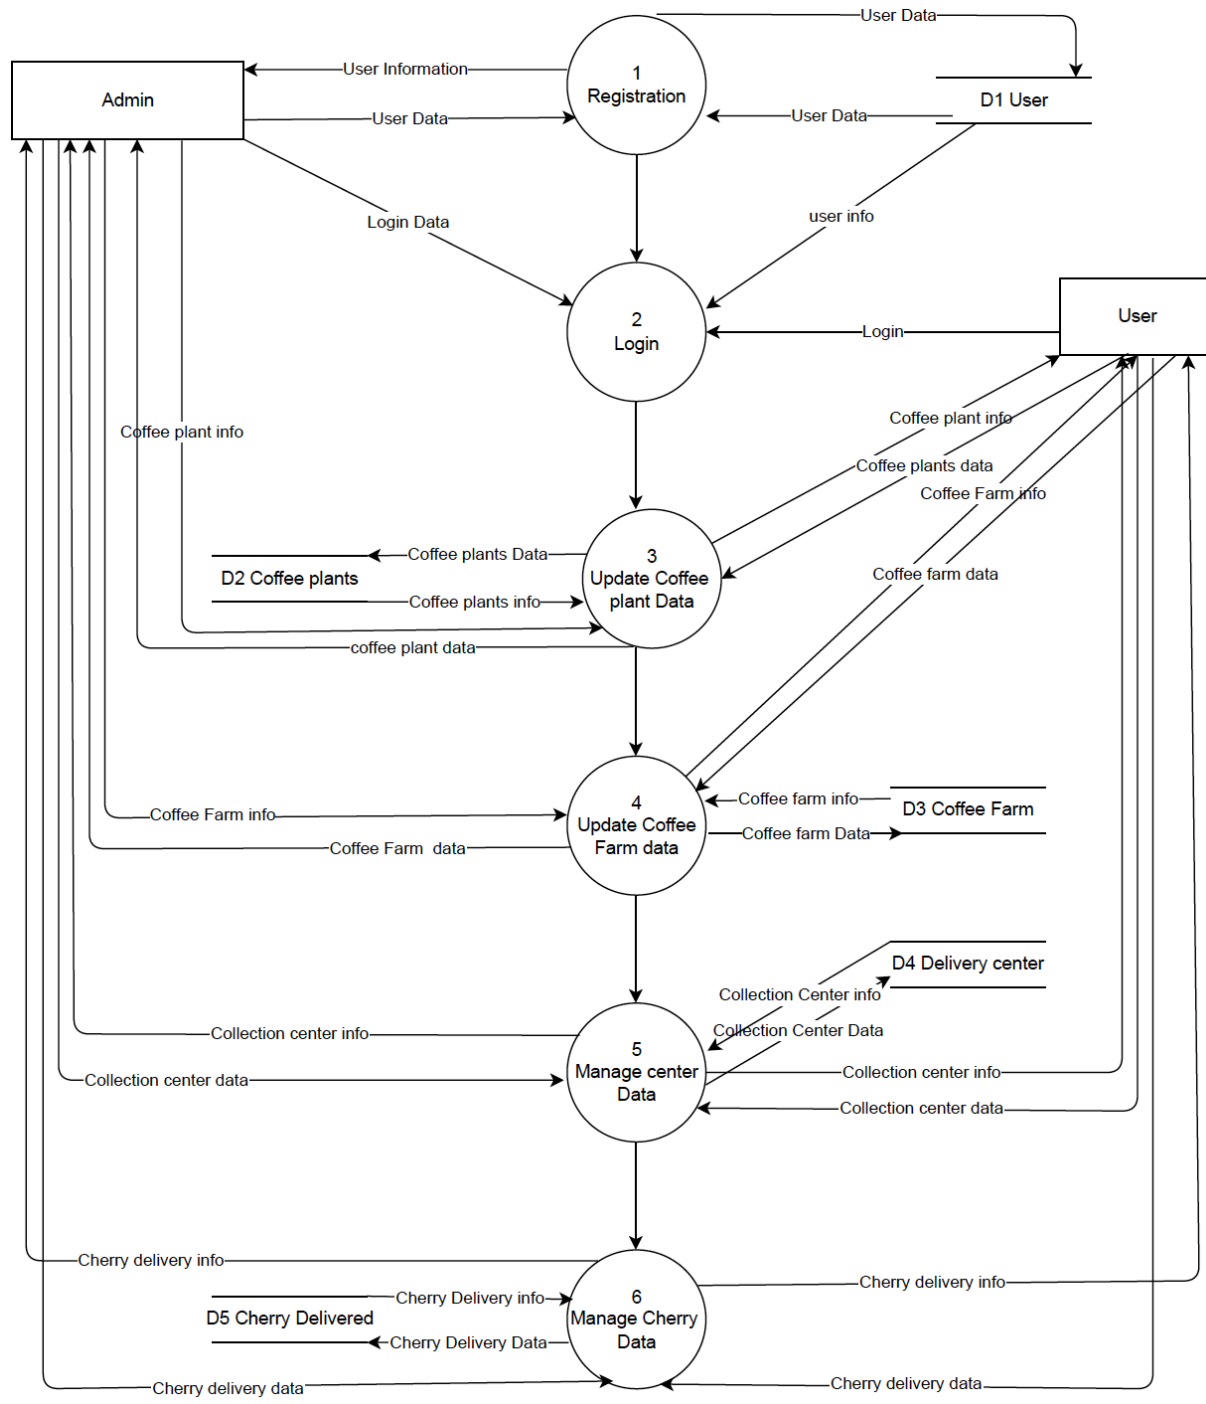 User Data
User Information
1
Registration
Admin
D1 User
User Data
User Data
Login Data
user info
2
Login
Login
User
Coffee plant info
Coffee plant info
Coffee plants data
Coffee Farm info
Coffee plants Data
3
Update Coffee
plant Data
D2 Coffee plants
Coffee farm data
Coffee plants info
coffee plant data
Coffee farm info
4
Update Coffee
Farm data
D3 Coffee Farm
Coffee Farm info
Coffee farm Data
Coffee Farm data
D4 Delivery center
Collection Center info
Collection Center Data
Collection center info
5
Manage center
Data
Collection center info
Collection center data
Collection center data
Cherry delivery info
Cherry delivery info
Cherry Delivery info
6
Manage Cherry
Data
D5 Cherry Delivered
Cherry Delivery Data
Cherry delivery data
Cherry delivery data